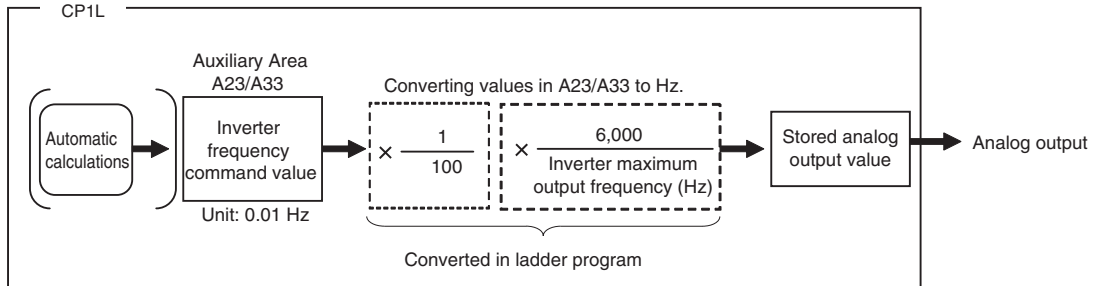 CP1L
Auxiliary Area
A23/A33
Converting values in A23/A33 to Hz.
Automatic
calculations
Inverter
frequency
command value
× 1
100
× 6,000
Inverter maximum
output frequency (Hz)
Stored analog
output value
Analog output
Unit: 0.01 Hz
Converted in ladder program